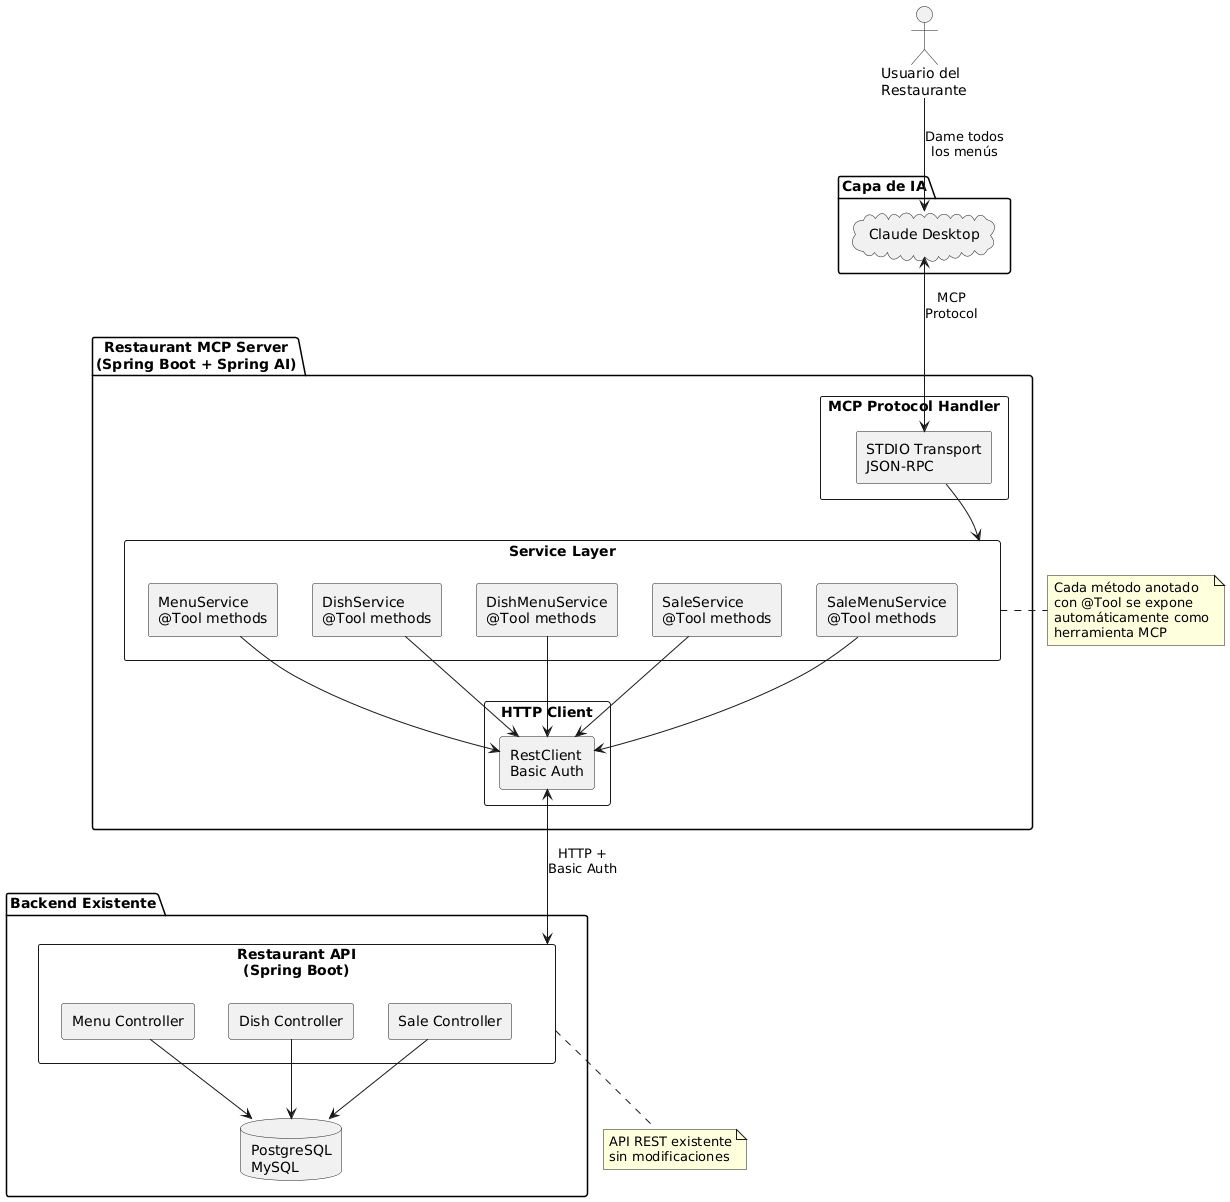 Usuario del
Restaurante
Dame todos
los menús
Capa de IA
Claude Desktop
MCP
Protocol
Restaurant MCP Server
(Spring Boot + Spring AI)
MCP Protocol Handler
STDIO Transport
JSON-RPC
Service Layer
MenuService
@Tool methods
DishService
@Tool methods
DishMenuService
@Tool methods
SaleService
@Tool methods
SaleMenuService
@Tool methods
Cada método anotado
con @Tool se expone
automáticamente como
herramienta MCP
HTTP Client
RestClient
Basic Auth
HTTP +
Basic Auth
Backend Existente
Restaurant API
(Spring Boot)
Menu Controller
Dish Controller
Sale Controller
PostgreSQL
MySQL
API REST existente
sin modificaciones